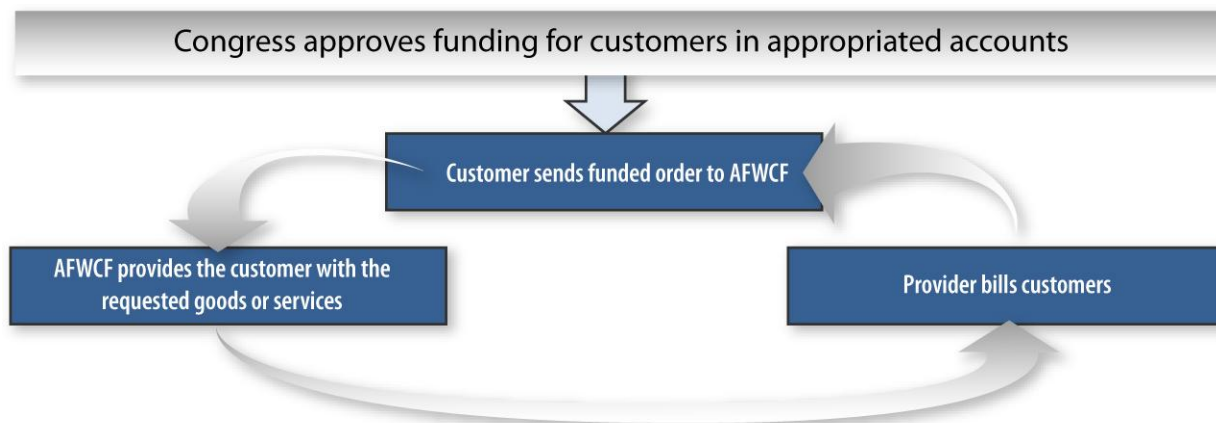 Congress approves funding for customers in appropriated accounts
Customer sends funded order to AFWCF
AFWCF provides the customer with the
requested goods or services
Provider bills customers